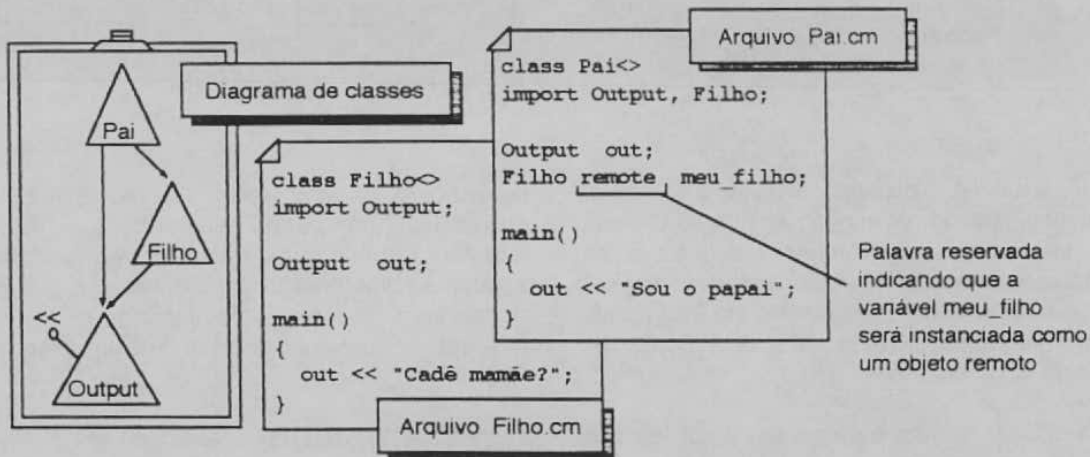 Pai
Filho
<<
Output
Diagrama de classes
class Filho<>
import Output;
Output out;
main()
{
out << "Cadê mamãe?";
}
Arquivo Filho.cm
Arquivo Pai.cm
class Pai<>
import Output, Filho;
Output out;
Filho remote meu_filho;
main()
{
out << "Sou o papai";
}
Palavra reservada
indicando que a
variável meu_filho
será instanciada como
um objeto remoto